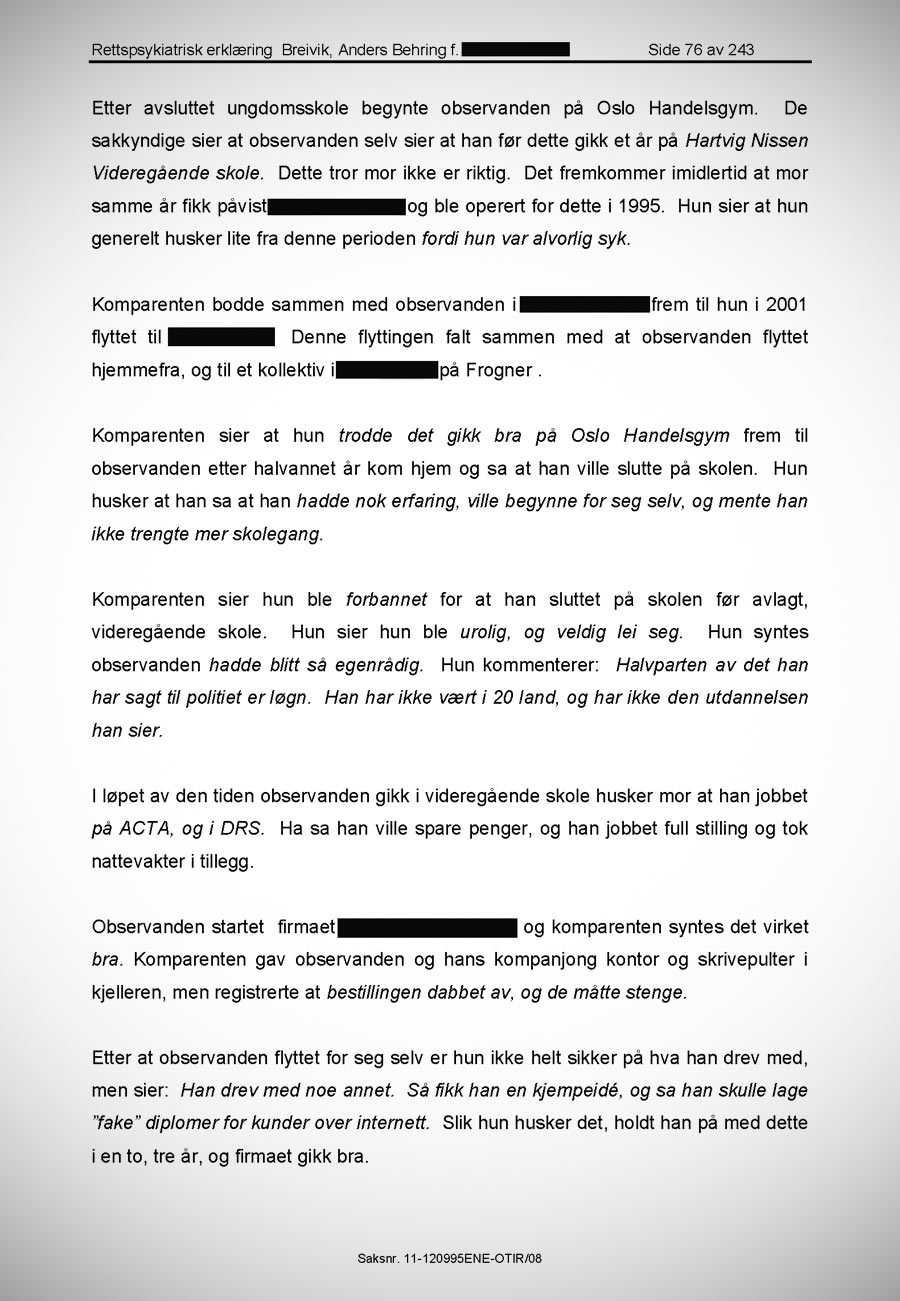 Rettspsykiatrisk erklæring Breivik, Anders Behring f.
Side 76 av 243
Etter avsluttet ungdomsskole begynte observanden på Oslo Handelsgym. De
sakkyndige sier at observanden selv sier at han før dette gikk et år på Hartvig Nissen
Videregående skole. Dette tror mor ikke er riktig. Det fremkommer imidlertid at mor
samme år fikk påvist og ble operert for dette i 1995. Hun sier at hun
generelt husker lite fra denne perioden fordi hun var alvorlig syk.
Komparenten bodde sammen med observanden i frem til hun i 2001
flyttet til Denne flyttingen falt sammen med at observanden flyttet
hjemmefra, og til et kollektiv i på Frogner .
Komparenten sier at hun trodde det gikk bra på Oslo Handelsgym frem til
observanden etter halvannet år kom hjem og sa at han ville slutte på skolen. Hun
husker at han sa at han hadde nok erfaring, ville begynne for seg selv, og mente han
ikke trengte mer skolegang.
Komparenten sier hun ble forbannet for at han sluttet på skolen før avlagt,
videregående skole. Hun sier hun ble urolig, og veldig lei seg. Hun syntes
observanden hadde blitt så egenrådig. Hun kommenterer: Halvparten av det han
har sagt til politiet er løgn. Han har ikke vært i 20 land, og har ikke den utdannelsen
han sier.
I løpet av den tiden observanden gikk i videregående skole husker mor at han jobbet
på ACTA, og i DRS. Ha sa han ville spare penger, og han jobbet full stilling og tok
nattevakter i tillegg.
Observanden startet firmaet og komparenten syntes det virket
bra. Komparenten gav observanden og hans kompanjong kontor og skrivepulter i
kjelleren, men registrerte at bestillingen dabbet av, og de måtte stenge.
Etter at observanden flyttet for seg selv er hun ikke helt sikker på hva han drev med,
men sier: Han drev med noe annet. Så fikk han en kjempeidé, og sa han skulle lage
”fake” diplomer for kunder over internett. Slik hun husker det, holdt han på med dette
i en to, tre år, og firmaet gikk bra.
Saksnr. 11-120995ENE-OTIR/08